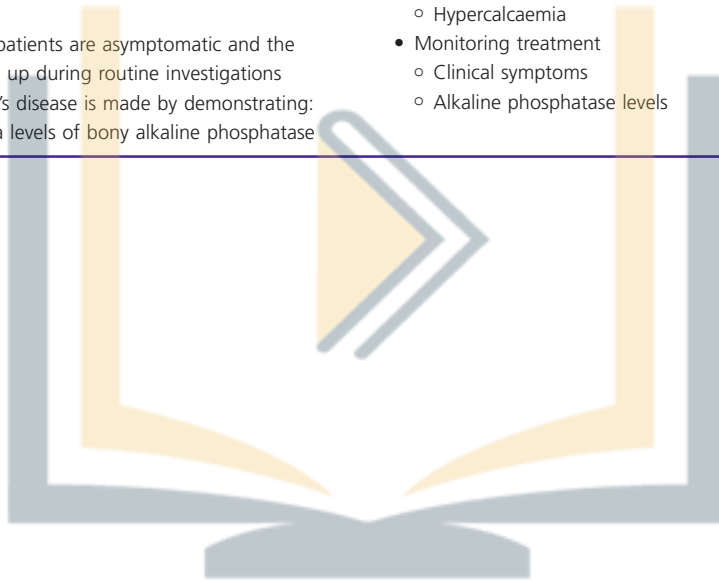 patients are asymptomatic and the
up during routine investigations
's disease is made by demonstrating:
levels of bony alkaline phosphatase
○ Hypercalcaemia
• Monitoring treatment
○ Clinical symptoms
○ Alkaline phosphatase levels